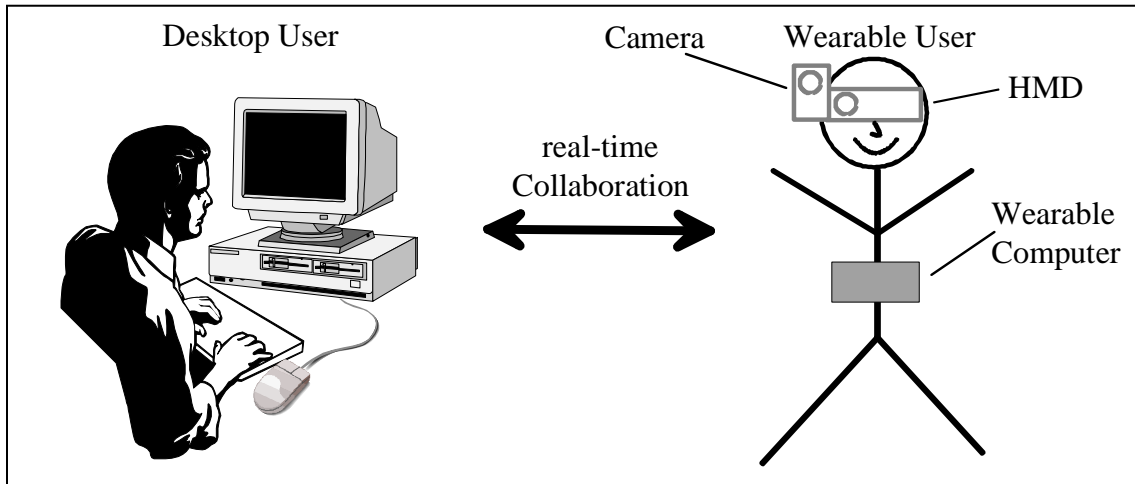 Desktop User
Camera
Wearable User
HMD
real-time
Collaboration
Wearable
Computer